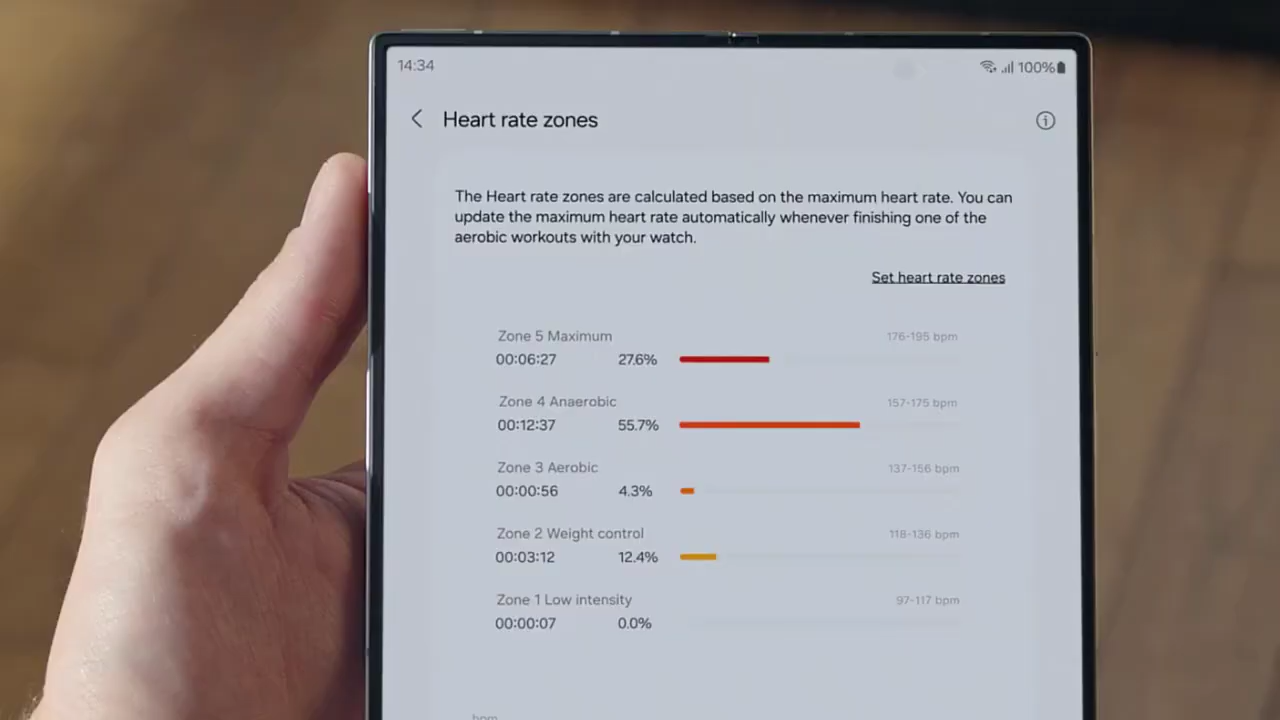 14:34
100%
Heart rate zones
The Heart rate zones are calculated based on the maximum heart rate. You can
update the maximum heart rate automatically whenever finishing one of the
aerobic workouts with your watch.
Set heart rate zones
Zone 5 Maximum 176-195 bpm
00:06:27 27.6%
Zone 4 Anaerobic 157-175 bpm
00:12:37 55.7%
Zone 3 Aerobic 137-156 bpm
00:00:56 4.3%
Zone 2 Weight control 118-136 bpm
00:03:12 12.4%
Zone 1 Low intensity 97-117 bpm
00:00:07 0.0%
bpm